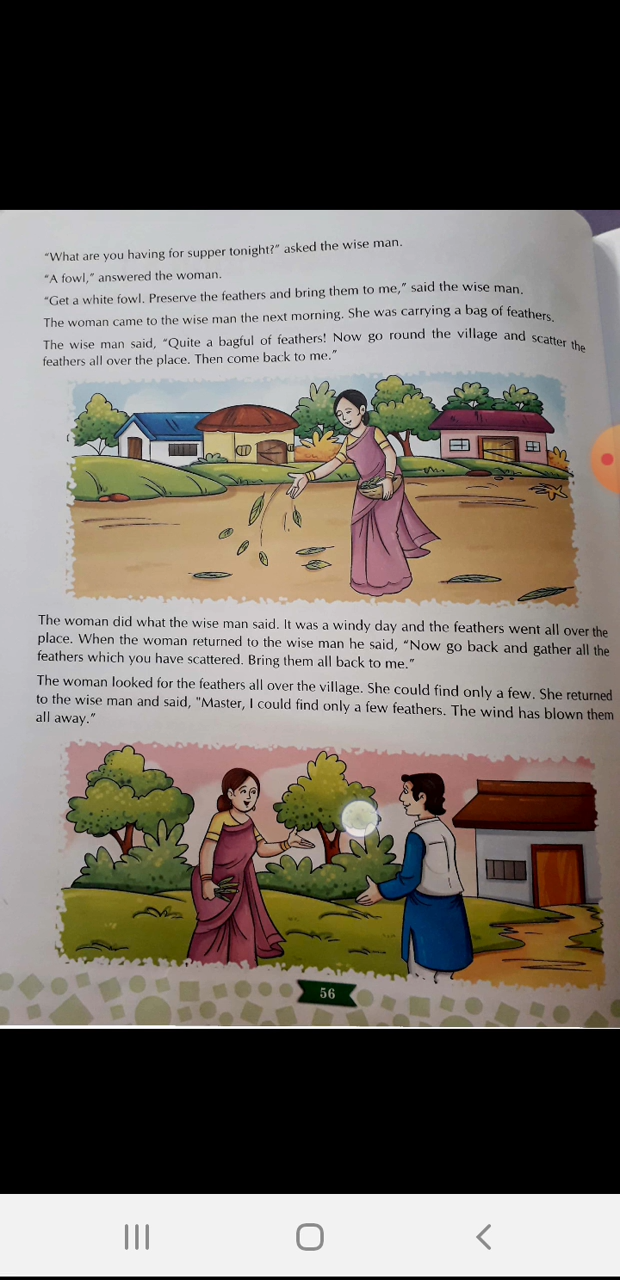 “What are you having for supper tonight?” asked the wise man.
“A fowl,” answered the woman.
“Get a white fowl. Preserve the feathers and bring them to me,” said the wise man.
The woman came to the wise man the next morning. She was carrying a bag of feathers.
The wise man said, “Quite a bagful of feathers! Now go round the village and scatter the
feathers all over the place. Then come back to me.”
The woman did what the wise man said. It was a windy day and the feathers went all over the
place. When the woman returned to the wise man he said, “Now go back and gather all the
feathers which you have scattered. Bring them all back to me.”
The woman looked for the feathers all over the village. She could find only a few. She returned
to the wise man and said, "Master, I could find only a few feathers. The wind has blown them
all away.”
56